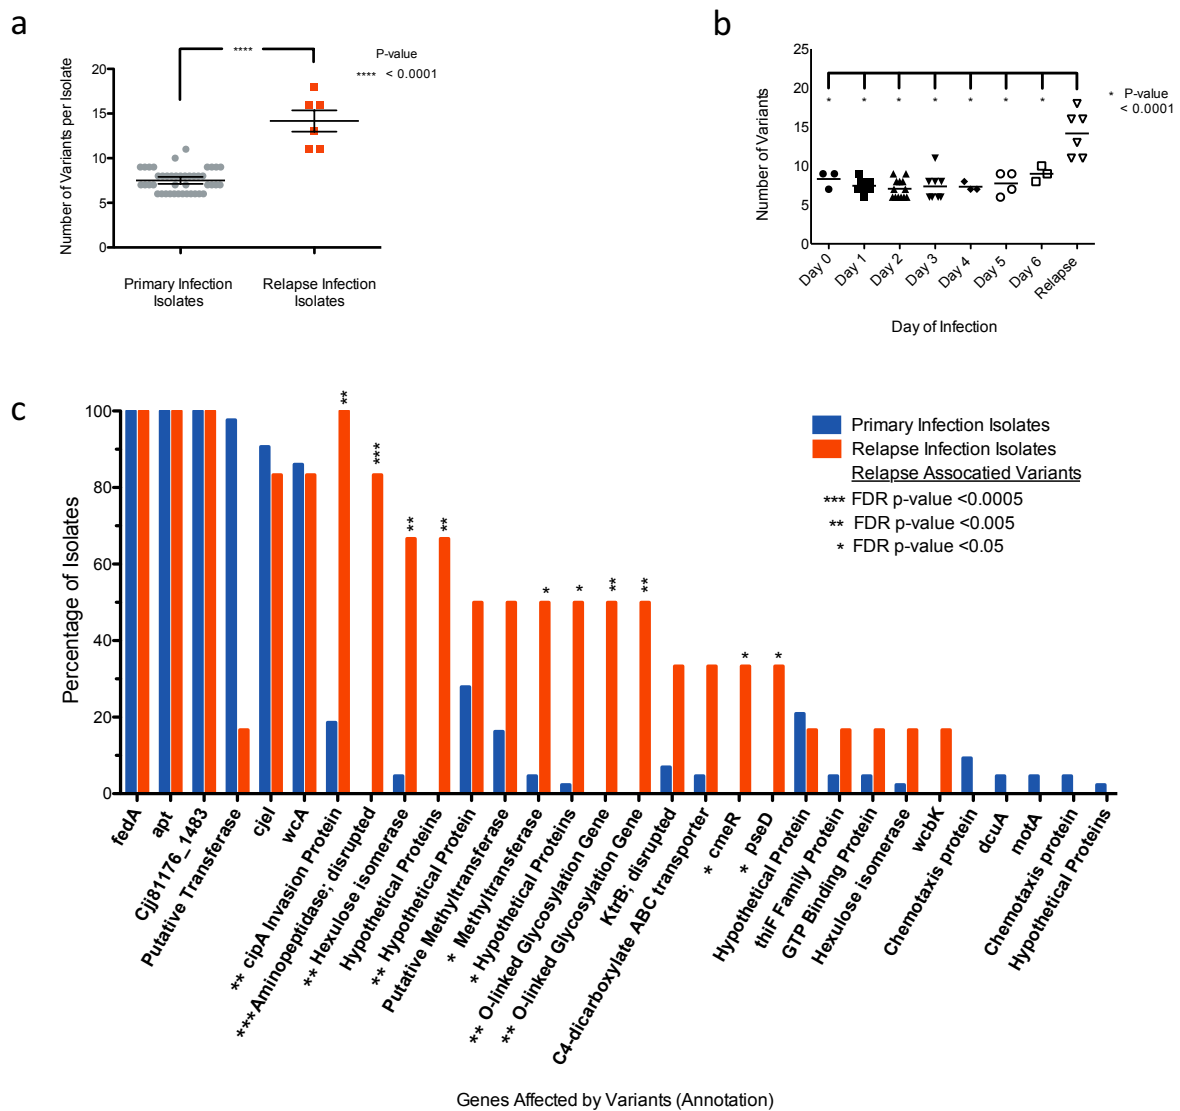 a
****
P-value
**** < 0.0001
Number of Variants per Isolate
20
15
10
5
0
Primary Infection
Isolates
Relapse Infection
Isolates
b
Number of Variants
25
20
15
10
5
0
* * * * * * *
* P-value
< 0.0001
Day 0
Day 1
Day 2
Day 3
Day 4
Day 5
Day 6
Relapse
Day of Infection
c
Percentage of Isolates
100
80
60
40
20
0
**
***
**
**
*
*
**
**
*
*
Primary Infection Isolates
Relapse Infection Isolates
Relapse Assocatied Variants
*** FDR p-value <0.0005
** FDR p-value <0.005
* FDR p-value <0.05
fedA
apt
Cjj81176_1483
Putative Transferase
cjeI
wcA
** cipA Invasion Protein
***Aminopeptidase; disrupted
** Hexulose isomerase
Hypothetical Proteins
** Hypothetical Protein
Putative Methyltransferase
* Methyltransferase
* Hypothetical Proteins
** O-linked Glycosylation Gene
** O-linked Glycosylation Gene
KtrB; disrupted
C4-dicarboxylate ABC transporter
* cmeR
* pseD
Hypothetical Protein
thiF Family Protein
GTP Binding Protein
Hexulose isomerase
wcbK
Chemotaxis protein
dcuA
motA
Chemotaxis protein
Hypothetical Proteins
Genes Affected by Variants (Annotation)